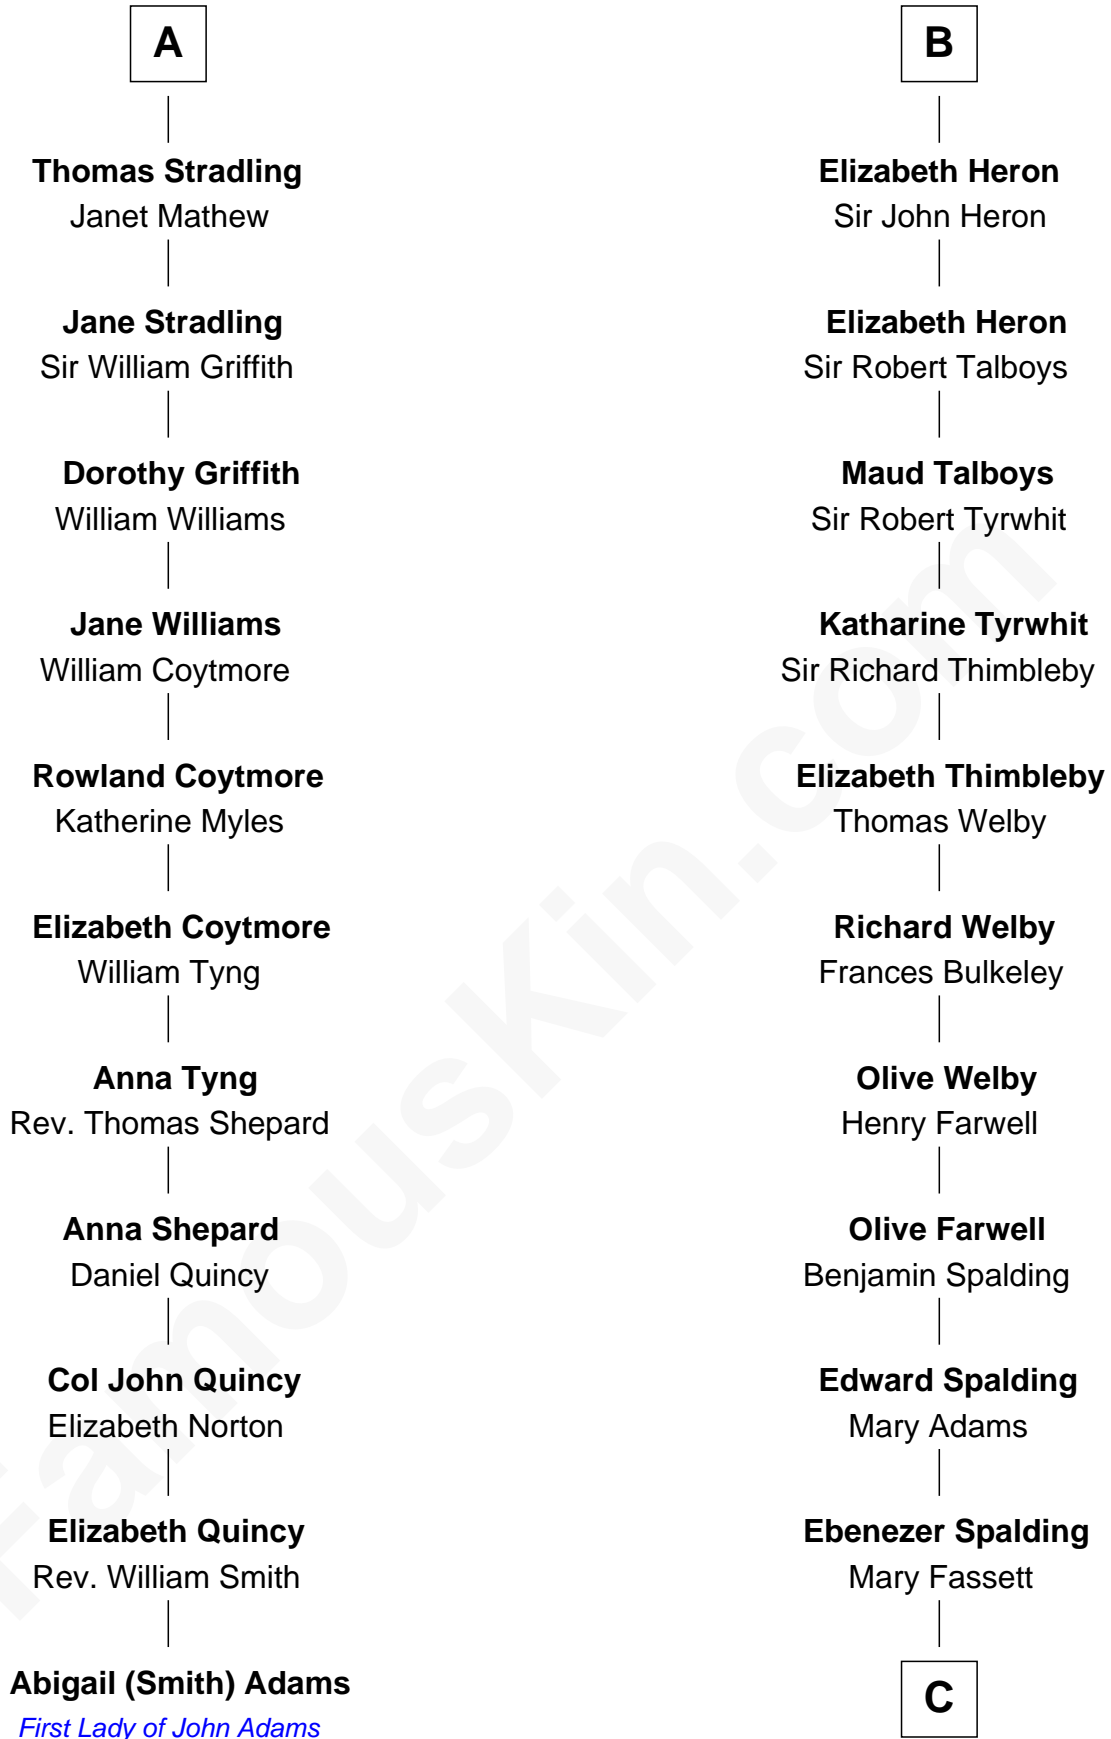 A
Thomas Stradling
Janet Mathew
Jane Stradling
Sir William Griffith
Dorothy Griffith
William Williams
Jane Williams
William Coytmore
Rowland Coytmore
Katherine Myles
Elizabeth Coytmore
William Tyng
Anna Tyng
Rev. Thomas Shepard
Anna Shepard
Daniel Quincy
Col John Quincy
Elizabeth Norton
Elizabeth Quincy
Rev. William Smith
Abigail (Smith) Adams
First Lady of John Adams
B
Elizabeth Heron
Sir John Heron
Elizabeth Heron
Sir Robert Talboys
Maud Talboys
Sir Robert Tyrwhit
Katharine Tyrwhit
Sir Richard Thimbleby
Elizabeth Thimbleby
Thomas Welby
Richard Welby
Frances Bulkeley
Olive Welby
Henry Farwell
Olive Farwell
Benjamin Spalding
Edward Spalding
Mary Adams
Ebenezer Spalding
Mary Fassett
C
FamousKin.com